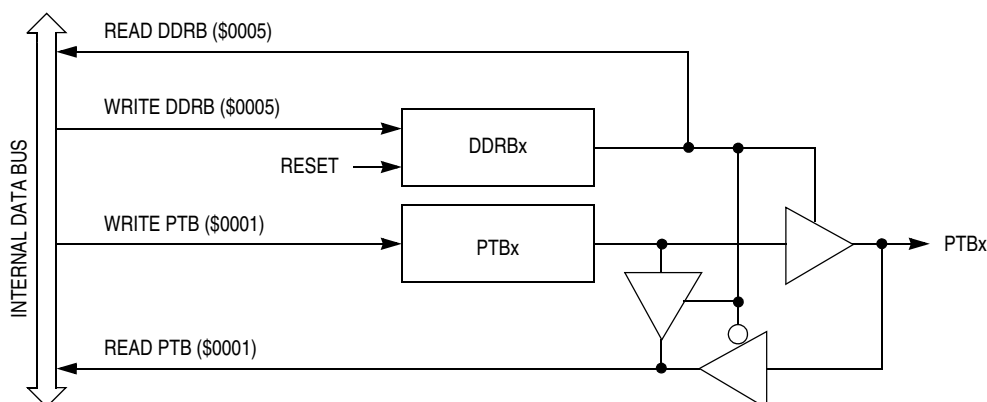 READ DDRB ($0005)
WRITE DDRB ($0005)
DDRBx
RESET
INTERNAL DATA BUS
WRITE PTB ($0001)
PTBx
PTBx
READ PTB ($0001)